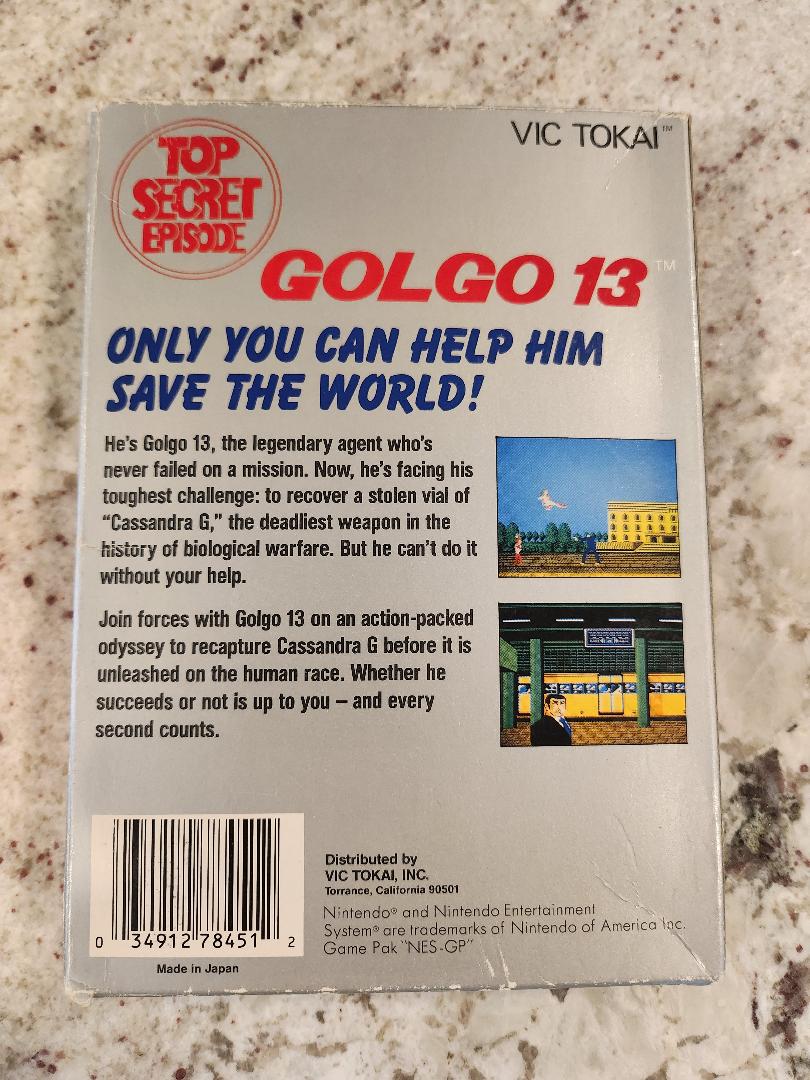 TOP
SECRET
EPISODE
VIC TOKAI™
GOLGO 13™
ONLY YOU CAN HELP HIM
SAVE THE WORLD!
He's Golgo 13, the legendary agent who's
never failed on a mission. Now, he's facing his
toughest challenge: to recover a stolen vial of
“Cassandra G,” the deadliest weapon in the
history of biological warfare. But he can't do it
without your help.
Join forces with Golgo 13 on an action-packed
odyssey to recapture Cassandra G before it is
unleashed on the human race. Whether he
succeeds or not is up to you – and every
second counts.
0 34912 78451 2
Made in Japan
Distributed by
VIC TOKAI, INC.
Torrance, California 90501
Nintendo® and Nintendo Entertainment
System® are trademarks of Nintendo of America Inc.
Game Pak “NES-GP”